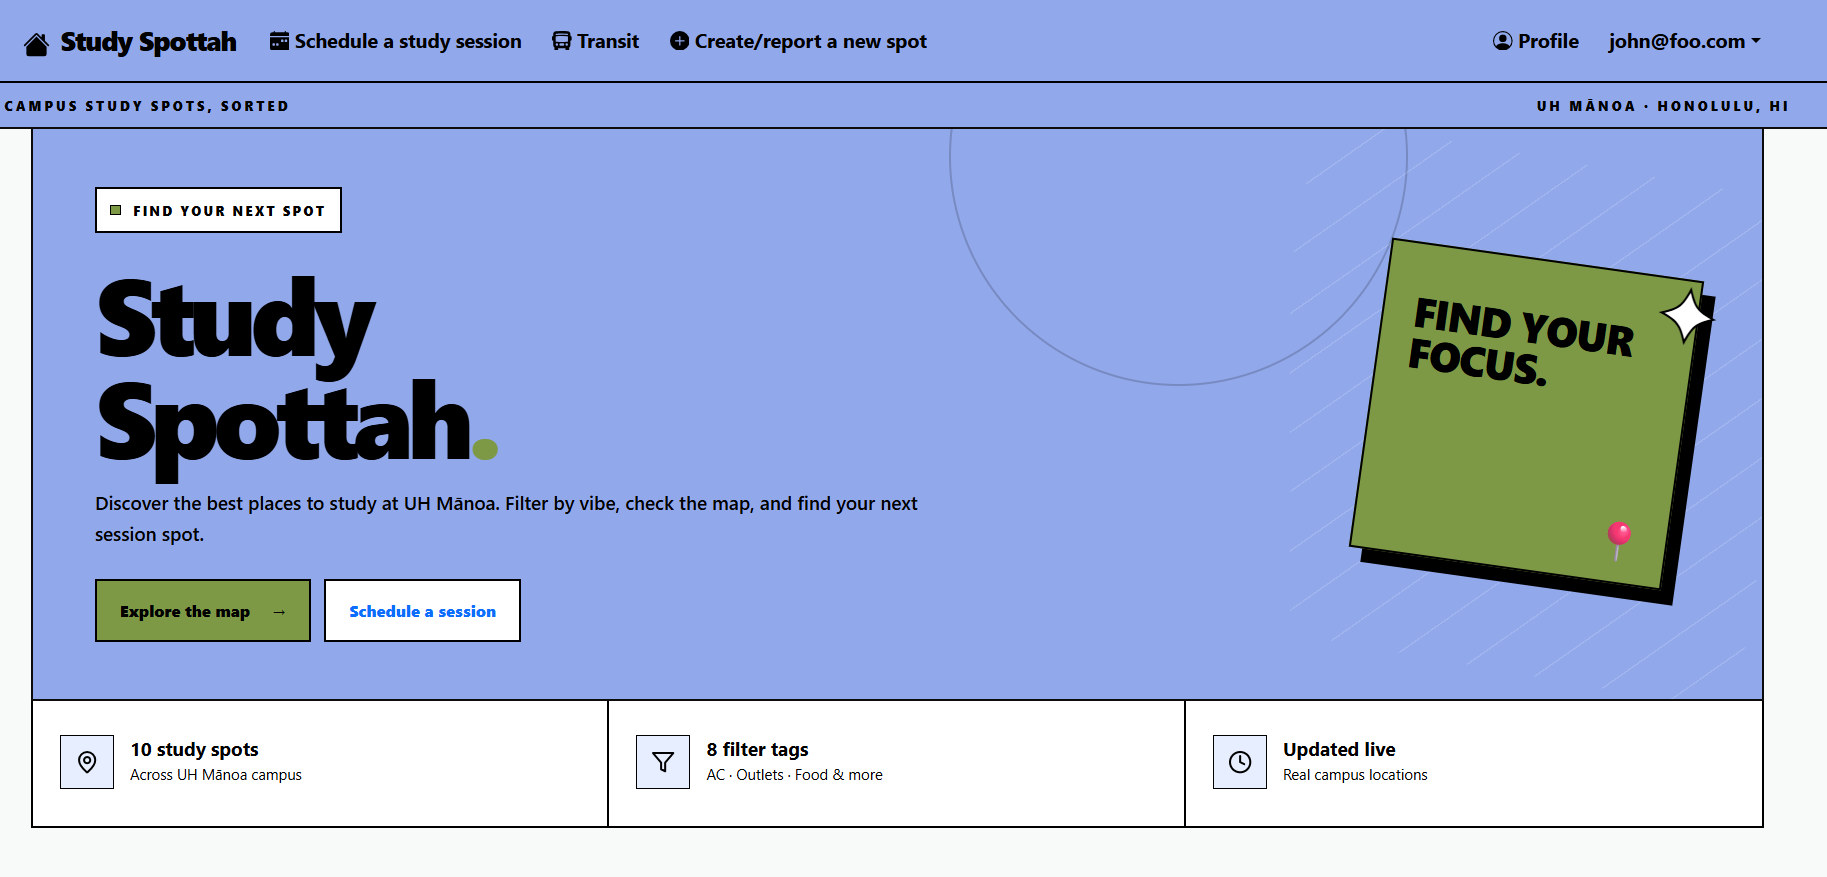 Study Spottah
Schedule a study session
Transit
Create/report a new spot
Profile
john@foo.com
CAMPUS STUDY SPOTS, SORTED
UH MĀNOA · HONOLULU, HI
FIND YOUR NEXT SPOT
Study
Spottah.
Discover the best places to study at UH Mānoa. Filter by vibe, check the map, and find your next
session spot.
Explore the map →
Schedule a session
FIND YOUR
FOCUS.
10 study spots
Across UH Mānoa campus
8 filter tags
AC · Outlets · Food & more
Updated live
Real campus locations